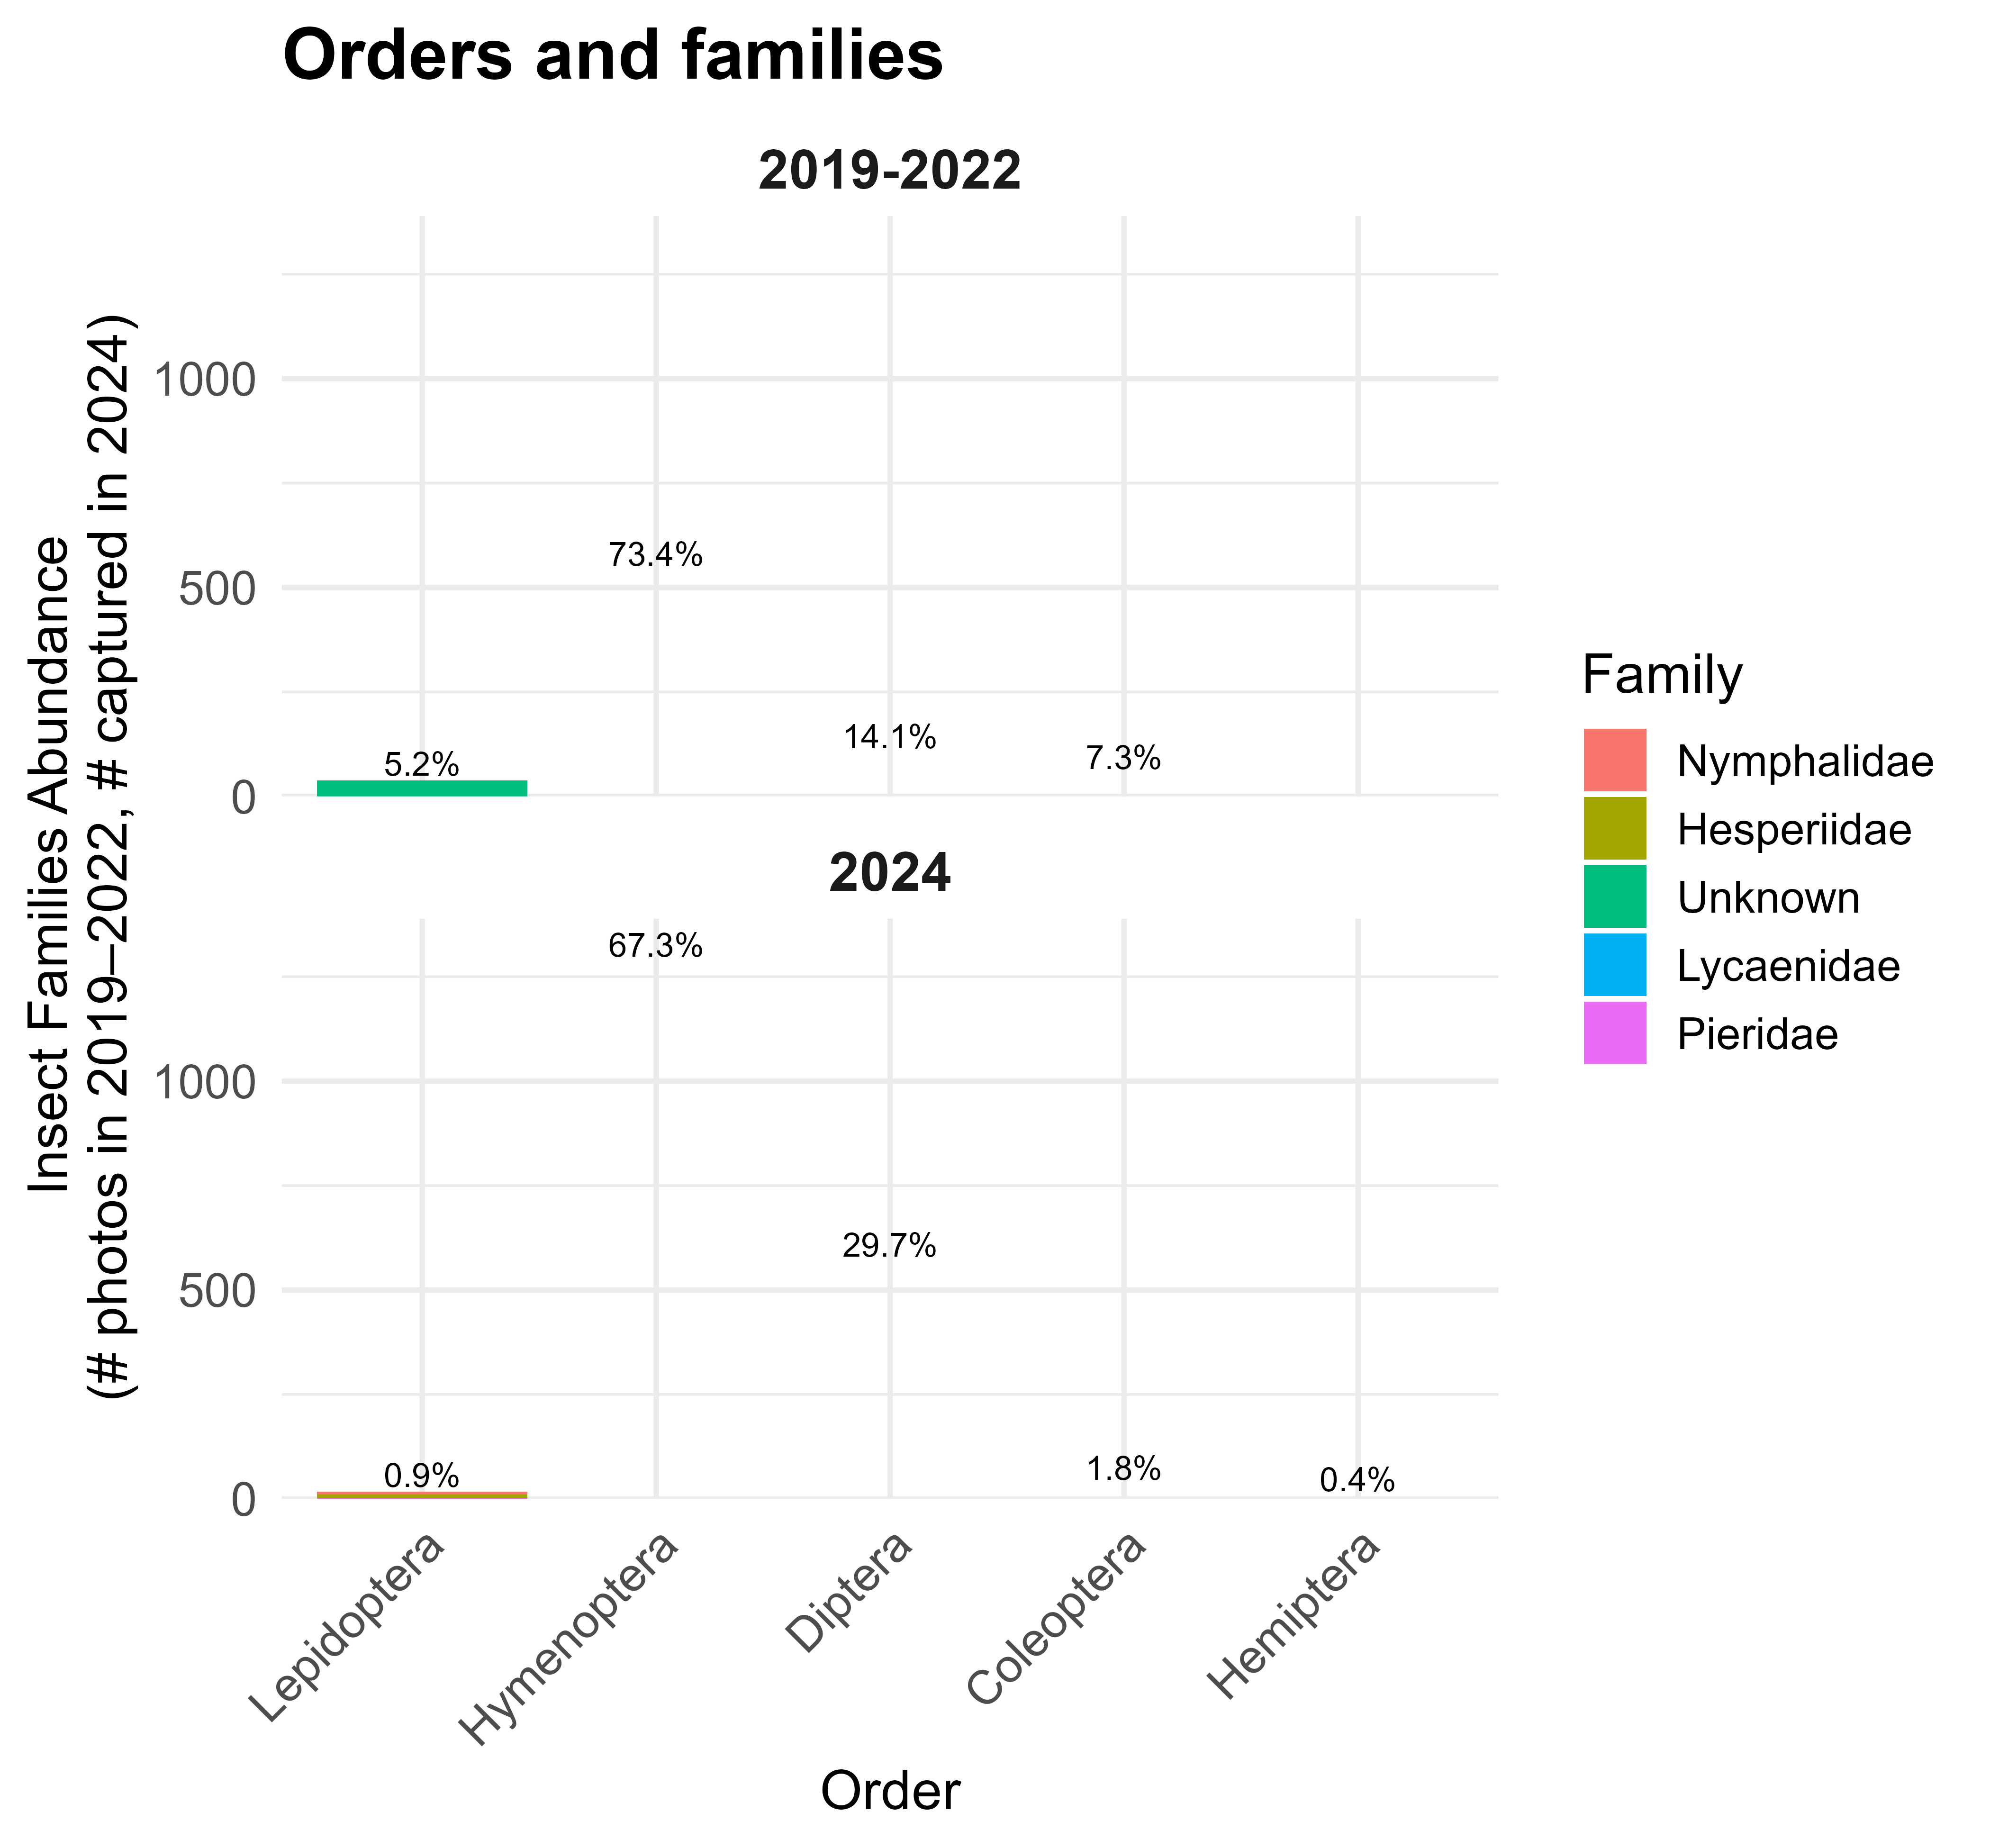 Orders and families
Insect Families Abundance
(# photos in 2019–2022, # captured in 2024)
2019-2022
1000
500
0
73.4%
5.2%
14.1%
7.3%
2024
1000
500
0
67.3%
29.7%
0.9%
1.8%
0.4%
Lepidoptera
Hymenoptera
Diptera
Coleoptera
Hemiptera
Order
Family
Nymphalidae
Hesperiidae
Unknown
Lycaenidae
Pieridae